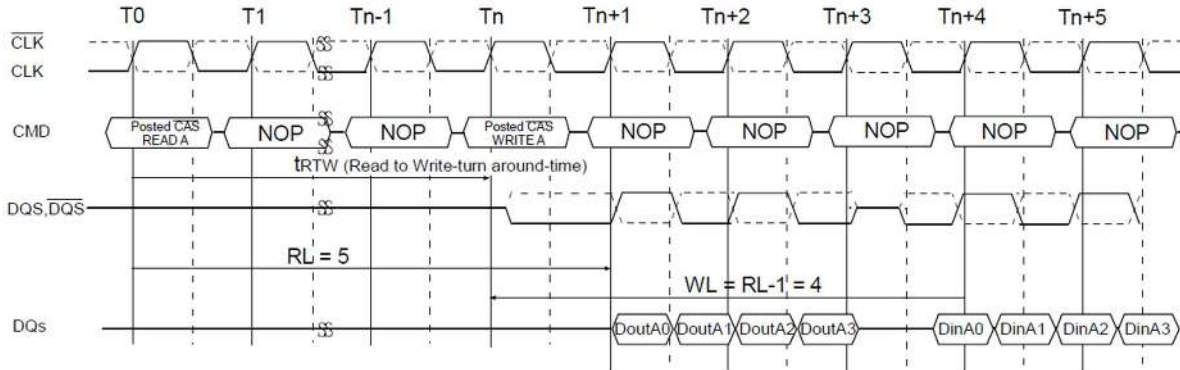 T0 T1 Tn-1 Tn Tn+1 Tn+2 Tn+3 Tn+4 Tn+5
CLK
CLK
CMD Posted CAS READ A NOP NOP Posted CAS WRITE A NOP NOP NOP NOP NOP
tRTW (Read to Write-turn around-time)
DQS,DQS
RL = 5
WL = RL-1 = 4
DQs DoutA0 DoutA1 DoutA2 DoutA3 DinA0 DinA1 DinA2 DinA3